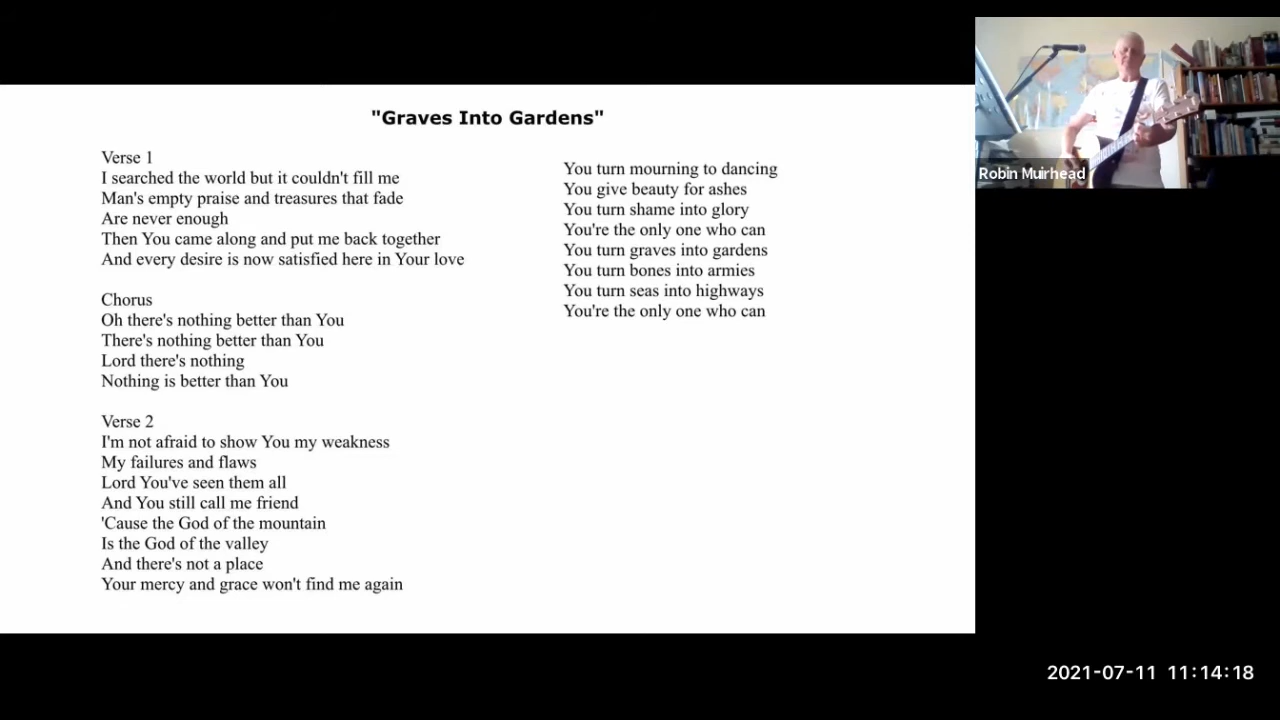 "Graves Into Gardens"
Verse 1
I searched the world but it couldn't fill me
Man's empty praise and treasures that fade
Are never enough
Then You came along and put me back together
And every desire is now satisfied here in Your love
Chorus
Oh there's nothing better than You
There's nothing better than You
Lord there's nothing
Nothing is better than You
Verse 2
I'm not afraid to show You my weakness
My failures and flaws
Lord You've seen them all
And You still call me friend
'Cause the God of the mountain
Is the God of the valley
And there's not a place
Your mercy and grace won't find me again
You turn mourning to dancing
You give beauty for ashes
You turn shame into glory
You're the only one who can
You turn graves into gardens
You turn bones into armies
You turn seas into highways
You're the only one who can
Robin Muirhead
2021-07-11 11:14:18